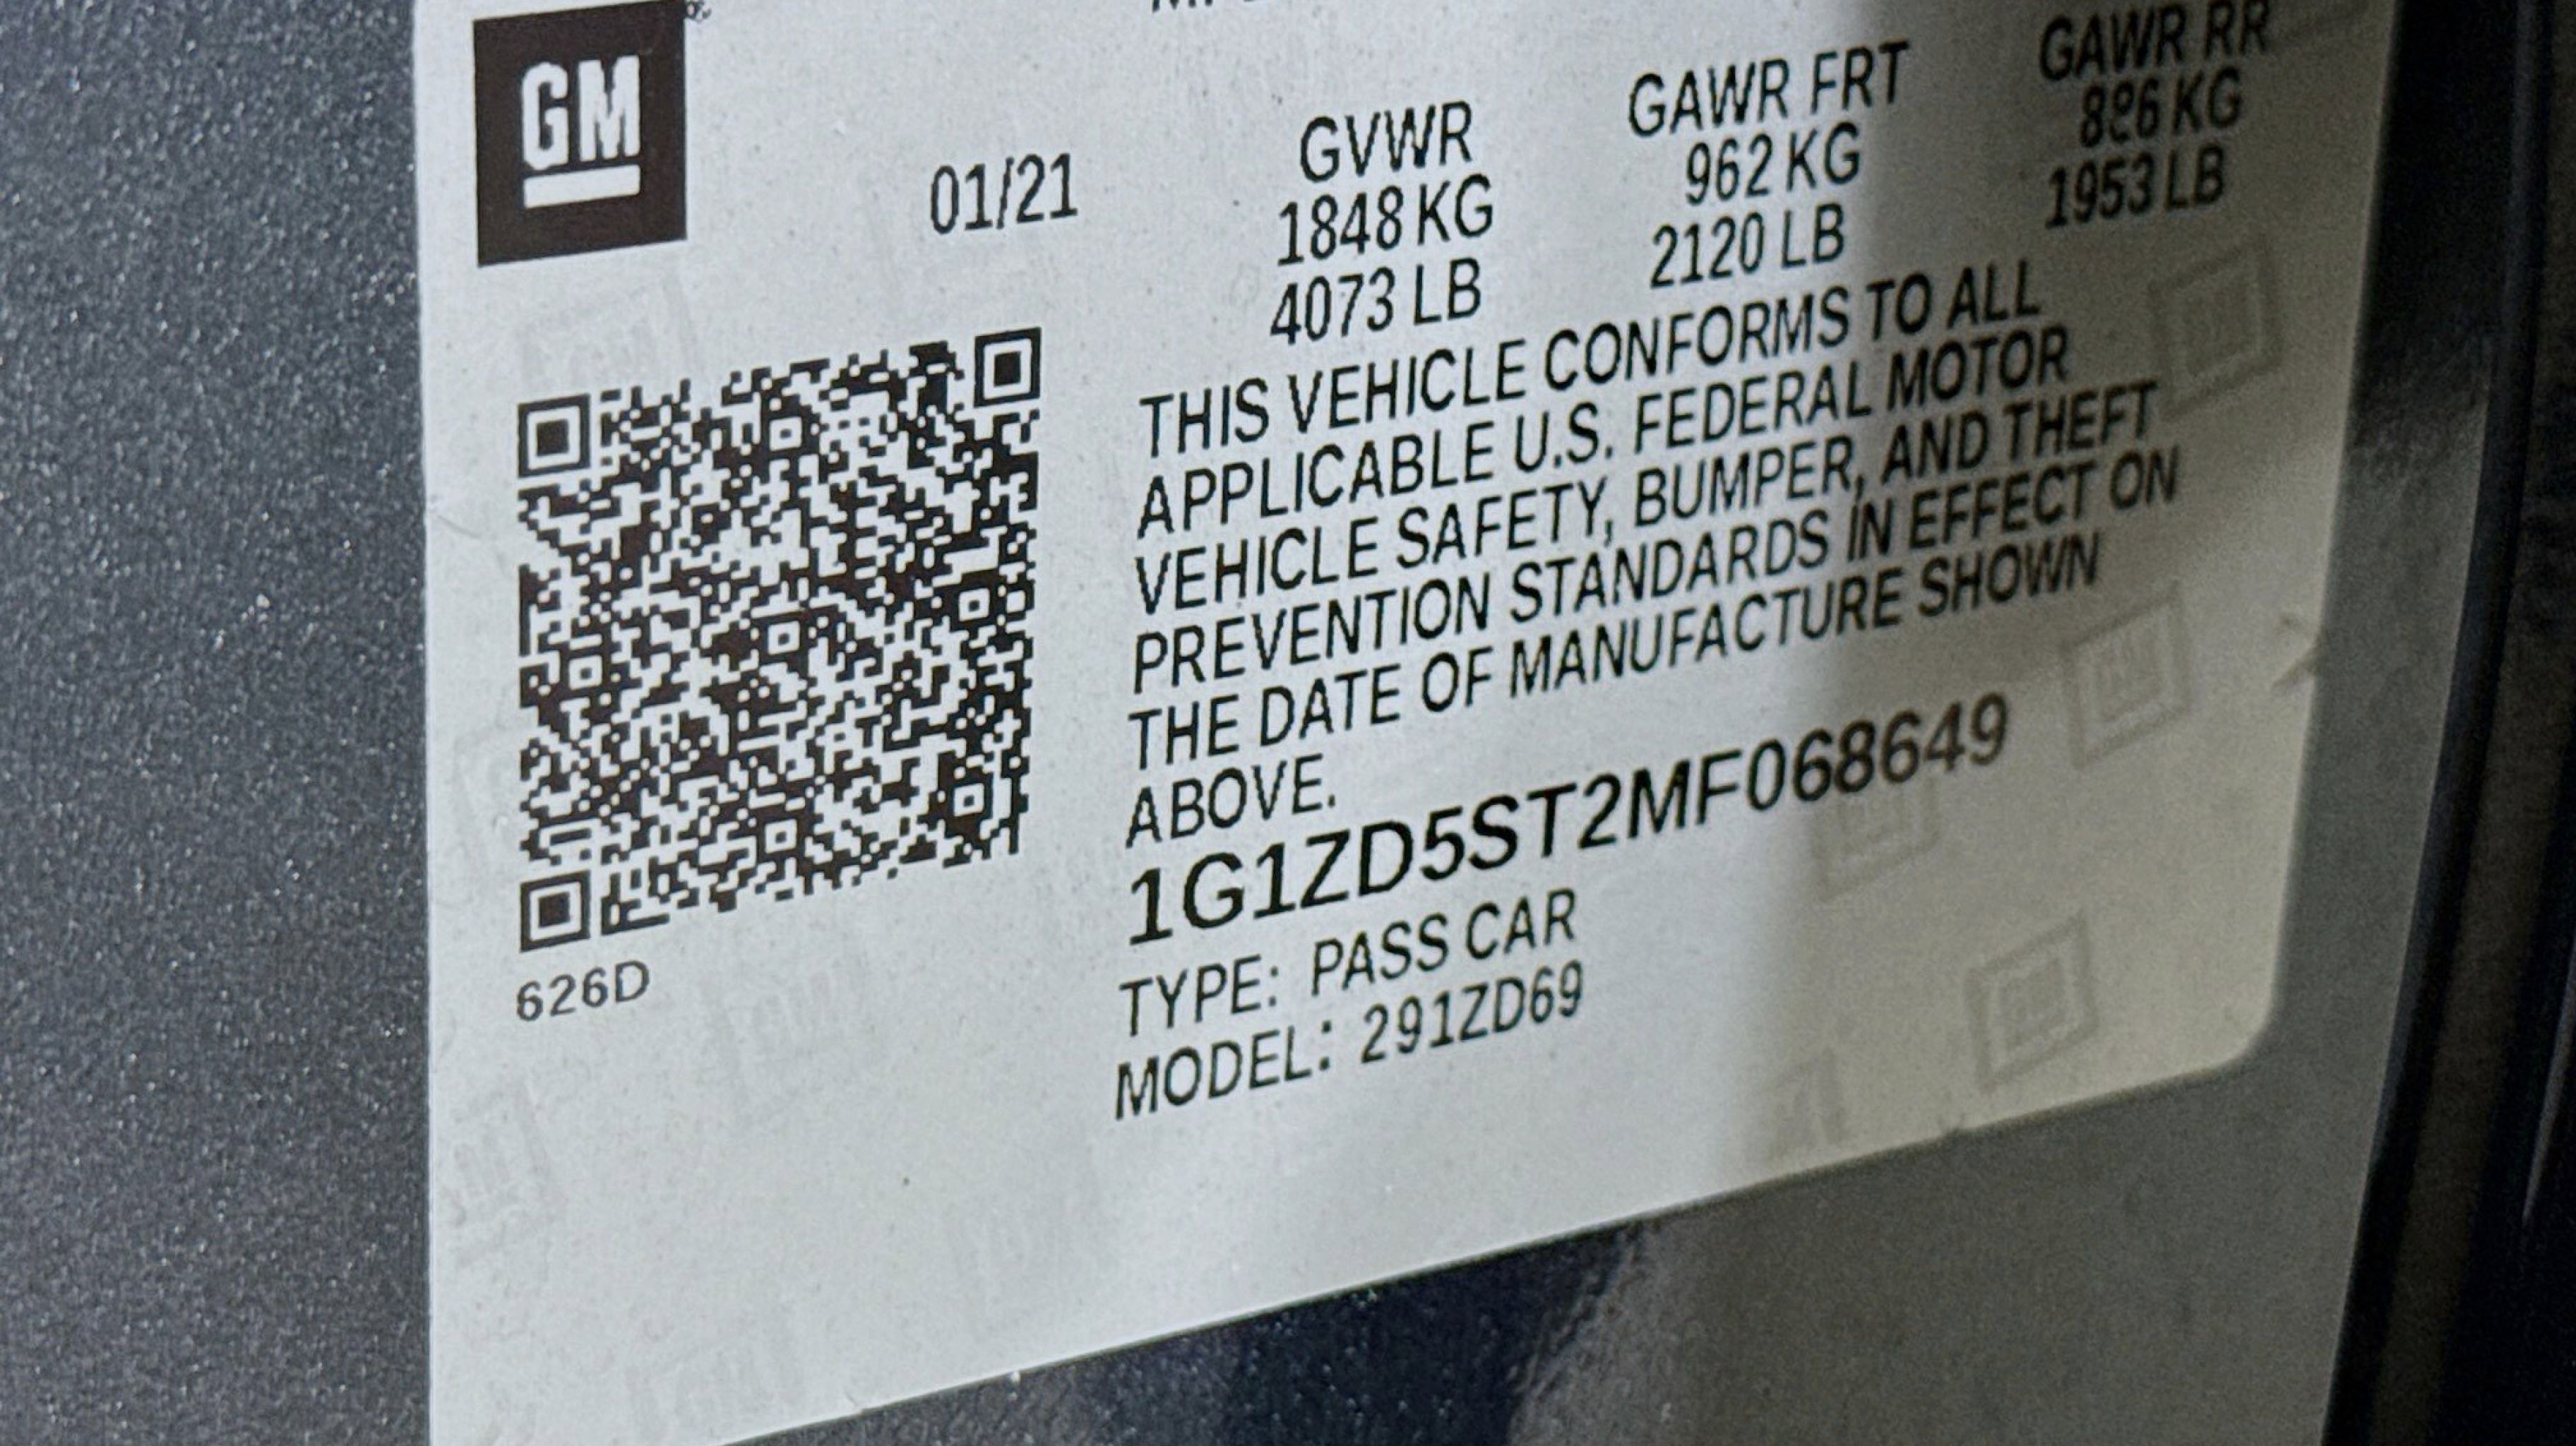 GM
01/21
GVWR GAWR FRT GAWR RR
1848 KG 962 KG 886 KG
4073 LB 2120 LB 1953 LB
THIS VEHICLE CONFORMS TO ALL
APPLICABLE U.S. FEDERAL MOTOR
VEHICLE SAFETY, BUMPER, AND THEFT
PREVENTION STANDARDS IN EFFECT ON
THE DATE OF MANUFACTURE SHOWN
ABOVE.
1G1ZD5ST2MF068649
TYPE: PASS CAR
MODEL: 291ZD69
626D